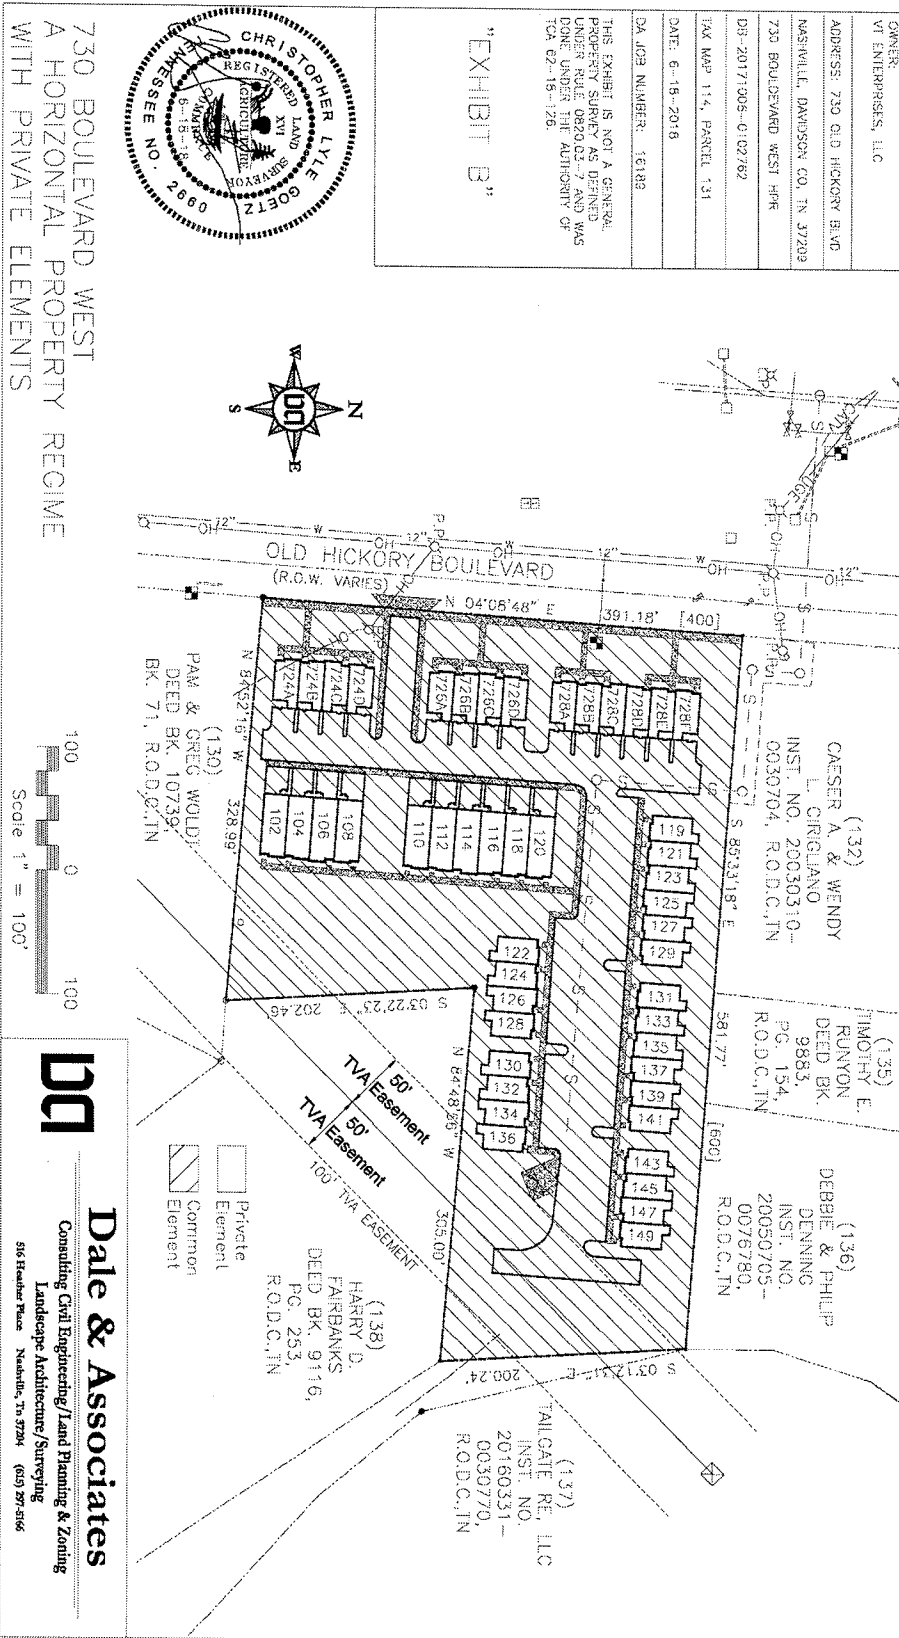 OWNER:
VT ENTERPRISES, LLC
ADDRESS: 730 OLD HICKORY BLVD
NASHVILLE, DAVIDSON CO, TN 37209
730 BOULDEVARD WEST HPR
DB-20171006-0102762
TAX MAP 114, PARCEL 131
DATE: 6-18-2018
DA JOB NUMBER: 16189
THIS EXHIBIT IS NOT A GENERAL
PROPERTY SURVEY AS DEFINED
UNDER RULE 0820.03-.7 AND WAS
DONE UNDER THE AUTHORITY OF
TCA 62-18-126.
"EXHIBIT B"
CHRISTOPHER LYLE GOETZ
REGISTERED LAND SURVEYOR
XVI
AGRICULTURE
COMMERCE
6-18-18
TENNESSEE NO. 2660
730 BOULEVARD WEST
A HORIZONTAL PROPERTY REGIME
WITH PRIVATE ELEMENTS
N
W
E
S
OLD HICKORY BOULEVARD
(R.O.W. VARIES)
N 04°08'48" E
391.18'
[400]
P.P.
12"
W
OH
S
724A
724B
724C
724D
726A
726B
726C
726D
728A
728B
728C
728D
728E
728F
102
104
106
108
110
112
114
116
118
120
119
121
123
125
127
129
131
133
135
137
139
141
143
145
147
149
122
124
126
128
130
132
134
136
(132)
CAESER A. & WENDY
L. CIRIGLIANO
INST. NO. 20030310-
0030704, R.O.D.C.,TN
S 85°33'18" E
581.77'
[600]
(135)
TIMOTHY E.
RUNYON
DEED BK.
9883,
PG. 154,
R.O.D.C.,TN
(136)
DEBBIE & PHILIP
DENNING
INST. NO.
20050705-
0076780,
R.O.D.C.,TN
(137)
TAILGATE RE, LLC
INST. NO.
20160331-
0030770,
R.O.D.C.,TN
S 03°12'31" E
200.24'
(138)
HARRY D.
FAIRBANKS
DEED BK. 9116,
PG. 253,
R.O.D.C.,TN
N 84°48'26" W
305.00'
S 03°22'23" E
202.46'
50'
TVA Easement
50'
TVA Easement
100' TVA EASEMENT
(130)
PAM & GREG WOLDT
DEED BK. 10739,
BK. 71, R.O.D.C.,TN
N 84°52'16" W
328.99'
Private
Element
Common
Element
100
0
100
Scale 1" = 100'
Dale & Associates
Consulting Civil Engineering/Land Planning & Zoning
Landscape Architecture/Surveying
516 Heather Place Nashville, Tn 37204 (615) 297-5166